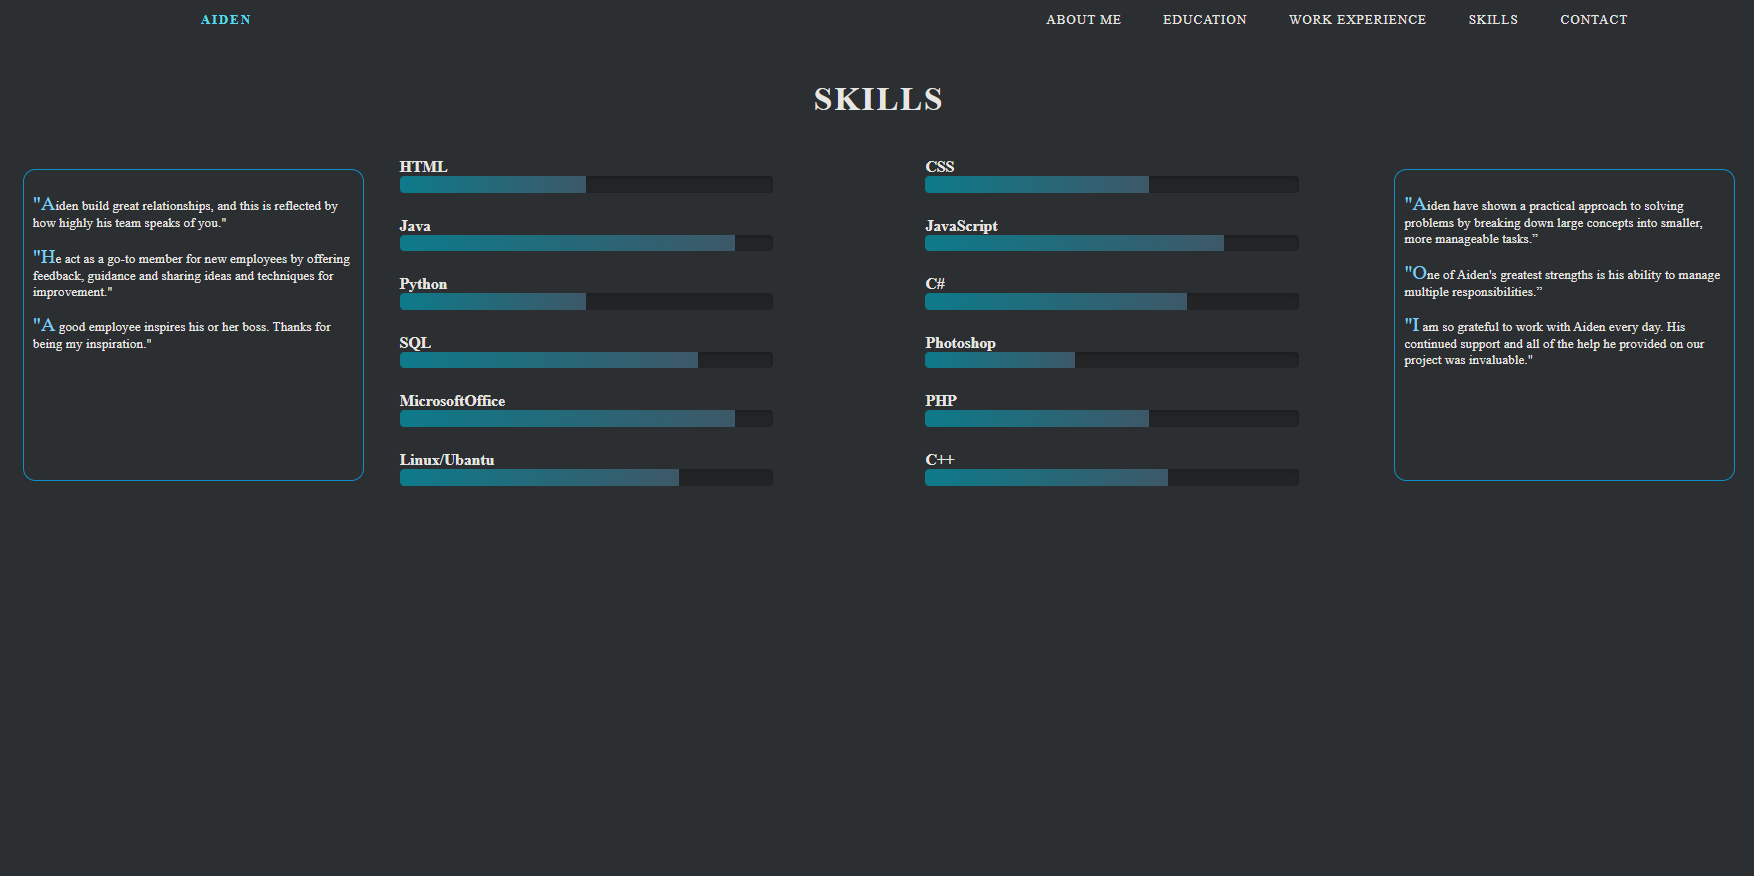 AIDEN
ABOUT ME
EDUCATION
WORK EXPERIENCE
SKILLS
CONTACT
SKILLS
"Aiden build great relationships, and this is reflected by
how highly his team speaks of you."
"He act as a go-to member for new employees by offering
feedback, guidance and sharing ideas and techniques for
improvement."
"A good employee inspires his or her boss. Thanks for
being my inspiration."
HTML
Java
Python
SQL
MicrosoftOffice
Linux/Ubantu
CSS
JavaScript
C#
Photoshop
PHP
C++
"Aiden have shown a practical approach to solving
problems by breaking down large concepts into smaller,
more manageable tasks.”
"One of Aiden's greatest strengths is his ability to manage
multiple responsibilities.”
"I am so grateful to work with Aiden every day. His
continued support and all of the help he provided on our
project was invaluable."